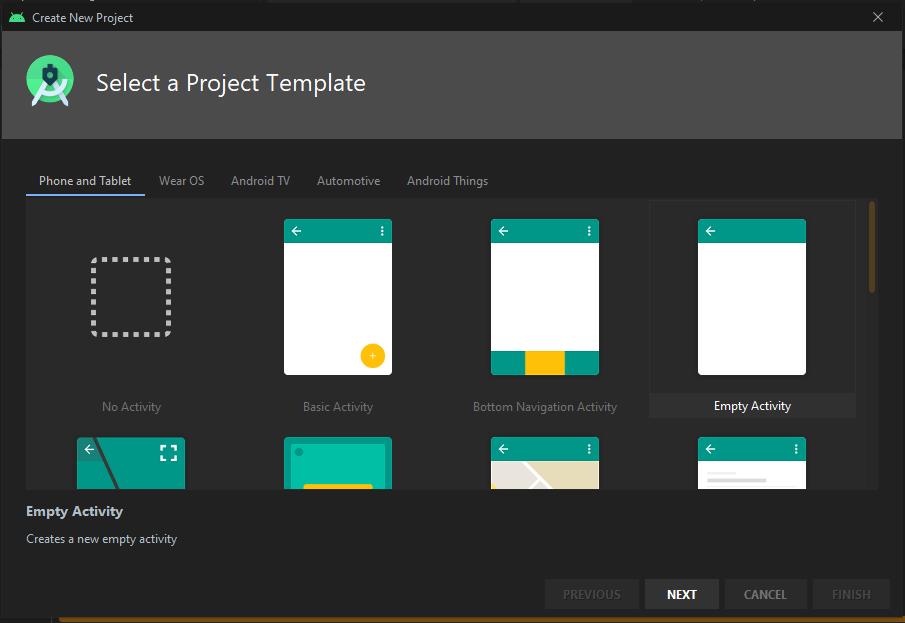 Create New Project
Select a Project Template
Phone and Tablet Wear OS Android TV Automotive Android Things
No Activity Basic Activity Bottom Navigation Activity Empty Activity
Empty Activity
Creates a new empty activity
PREVIOUS NEXT CANCEL FINISH